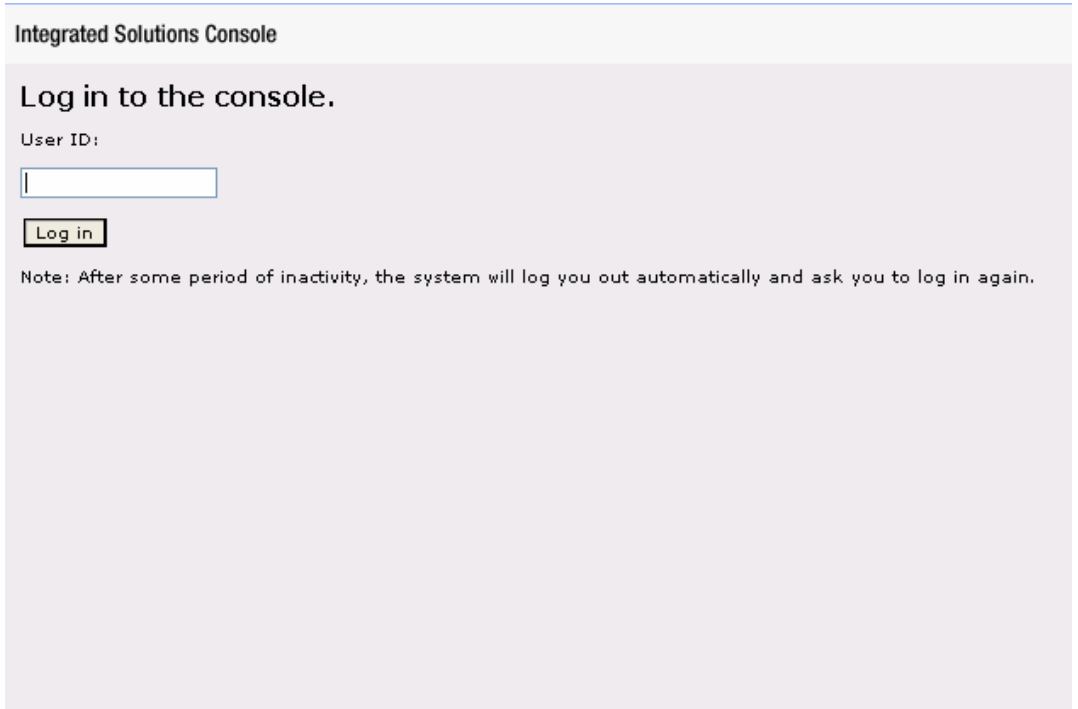 Integrated Solutions Console
Log in to the console.
User ID:
Log in
Note: After some period of inactivity, the system will log you out automatically and ask you to log in again.